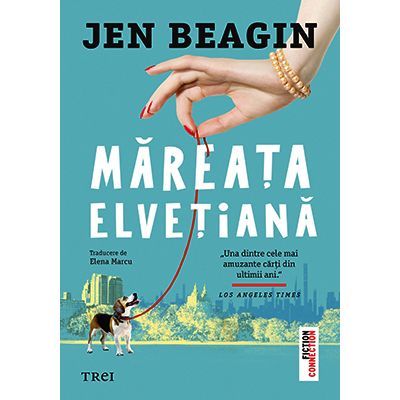 JEN BEAGIN
MĂREAȚA
ELVEȚiANĂ
Traducere de
Elena Marcu
„Una dintre cele mai
amuzante cărți din
ultimii ani.”
LOS ANGELES TIMES
FICTION
CONNECTION
TREI